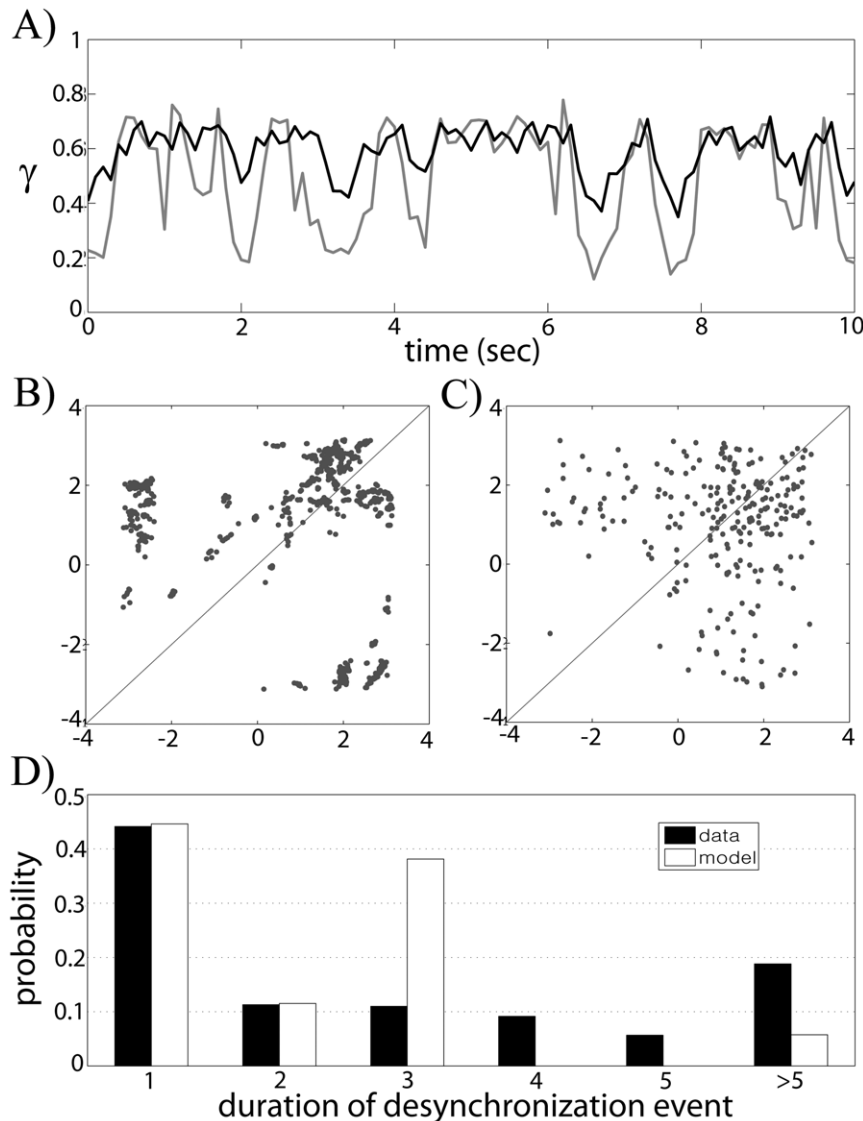 A)
1
0.8
0.6
γ
0.4
0.2
0
0 2 4 6 8 10
time (sec)
B)
4
2
0
-2
-4
-4 -2 0 2 4
C)
4
2
0
-2
-4
-4 -2 0 2 4
D)
0.5
0.4
0.3
0.2
0.1
0
probability
data
model
1 2 3 4 5 >5
duration of desynchronization event